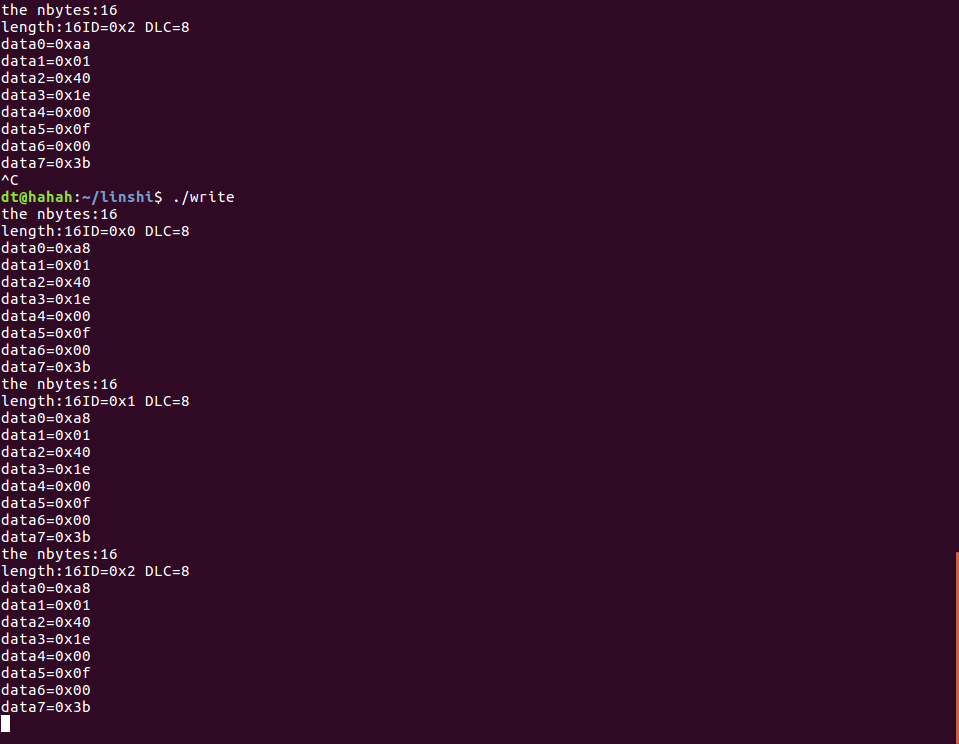 the nbytes:16
length:16ID=0x2 DLC=8
data0=0xaa
data1=0x01
data2=0x40
data3=0x1e
data4=0x00
data5=0x0f
data6=0x00
data7=0x3b
^C
dt@hahah:~/linshi$ ./write
the nbytes:16
length:16ID=0x0 DLC=8
data0=0xa8
data1=0x01
data2=0x40
data3=0x1e
data4=0x00
data5=0x0f
data6=0x00
data7=0x3b
the nbytes:16
length:16ID=0x1 DLC=8
data0=0xa8
data1=0x01
data2=0x40
data3=0x1e
data4=0x00
data5=0x0f
data6=0x00
data7=0x3b
the nbytes:16
length:16ID=0x2 DLC=8
data0=0xa8
data1=0x01
data2=0x40
data3=0x1e
data4=0x00
data5=0x0f
data6=0x00
data7=0x3b